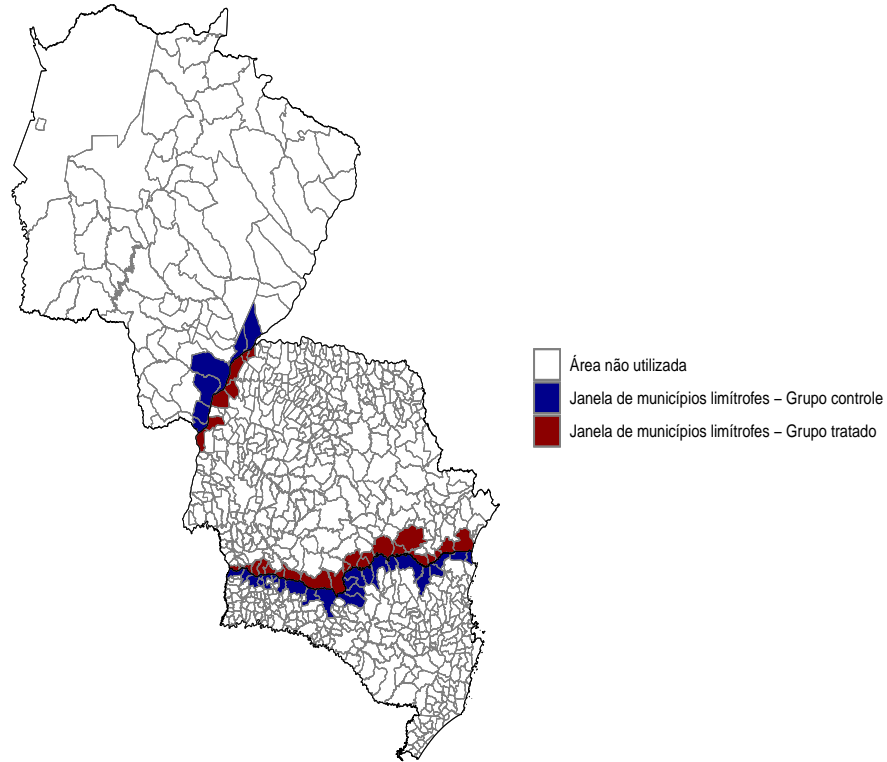 Área não utilizada
Janela de municípios limítrofes – Grupo controle
Janela de municípios limítrofes – Grupo tratado